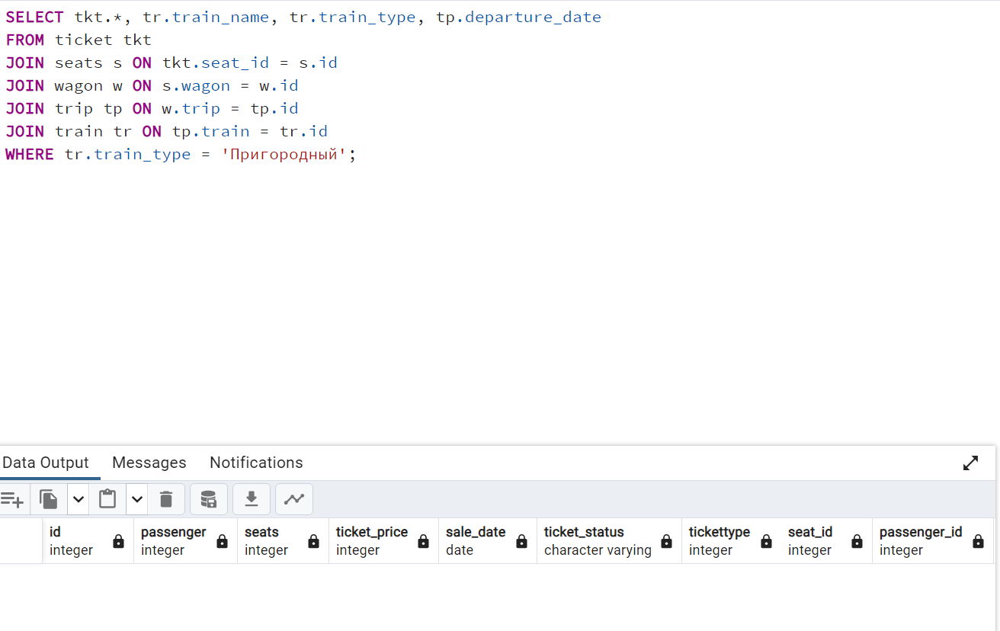 SELECT tkt.*, tr.train_name, tr.train_type, tp.departure_date
FROM ticket tkt
JOIN seats s ON tkt.seat_id = s.id
JOIN wagon w ON s.wagon = w.id
JOIN trip tp ON w.trip = tp.id
JOIN train tr ON tp.train = tr.id
WHERE tr.train_type = 'Пригородный';
Data Output Messages Notifications
id passenger seats ticket_price sale_date ticket_status tickettype seat_id passenger_id
integer integer integer integer date character varying integer integer integer